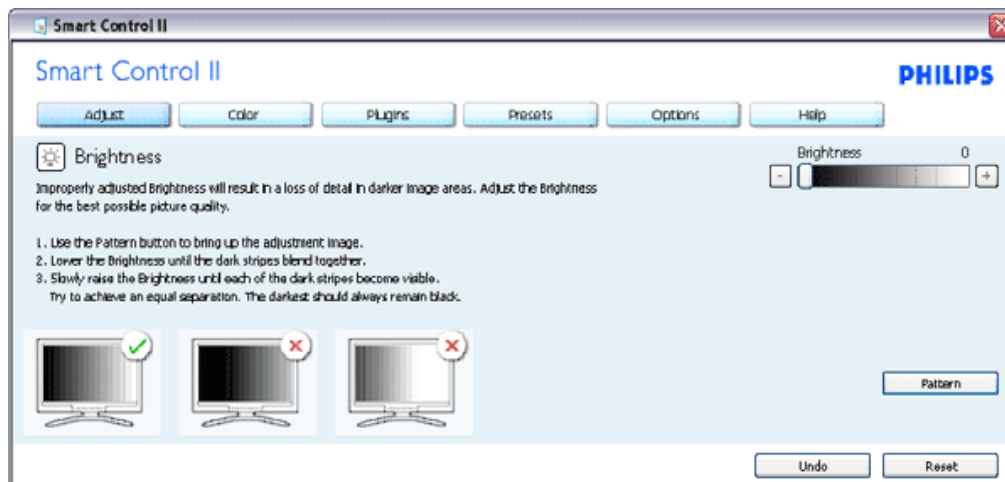 Smart Control II
Smart Control II
PHILIPS
Adjust Color Plugins Presets Options Help
Brightness
Brightness 0
Improperly adjusted Brightness will result in a loss of detail in darker image areas. Adjust the Brightness
for the best possible picture quality.
- +
1. Use the Pattern button to bring up the adjustment image.
2. Lower the Brightness until the dark stripes blend together.
3. Slowly raise the Brightness until each of the dark stripes become visible.
Try to achieve an equal separation. The darkest should always remain black.
Pattern
Undo Reset